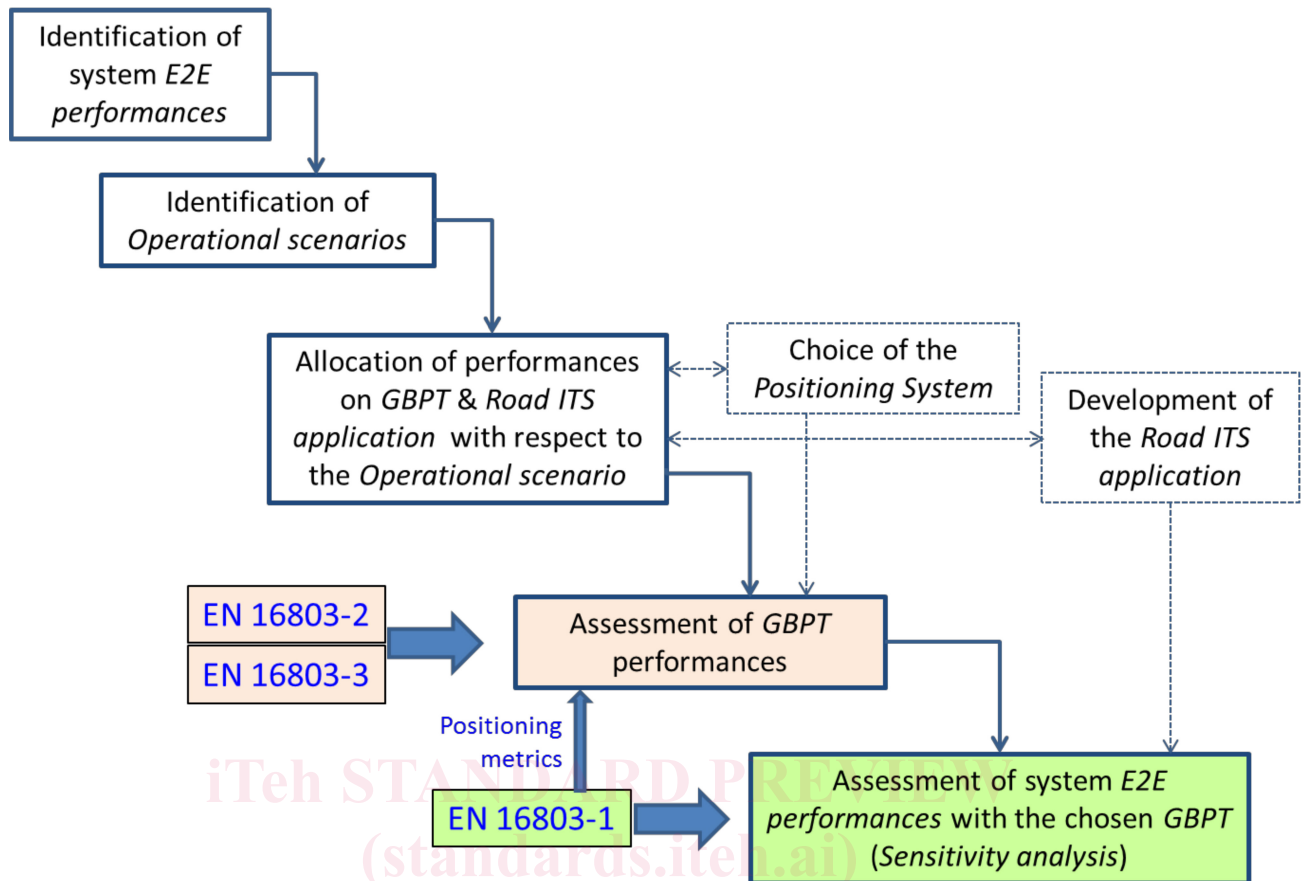 Identification of
system E2E
performances
Identification of
Operational scenarios
Allocation of performances
on GBPT & Road ITS
application with respect to
the Operational scenario
Choice of the
Positioning System
Development of
the Road ITS
application
EN 16803-2
EN 16803-3
Assessment of GBPT
performances
Positioning
metrics
iTeh STANDARD PREVIEW
(standards.iteh.ai)
EN 16803-1
Assessment of system E2E
performances with the chosen GBPT
(Sensitivity analysis)